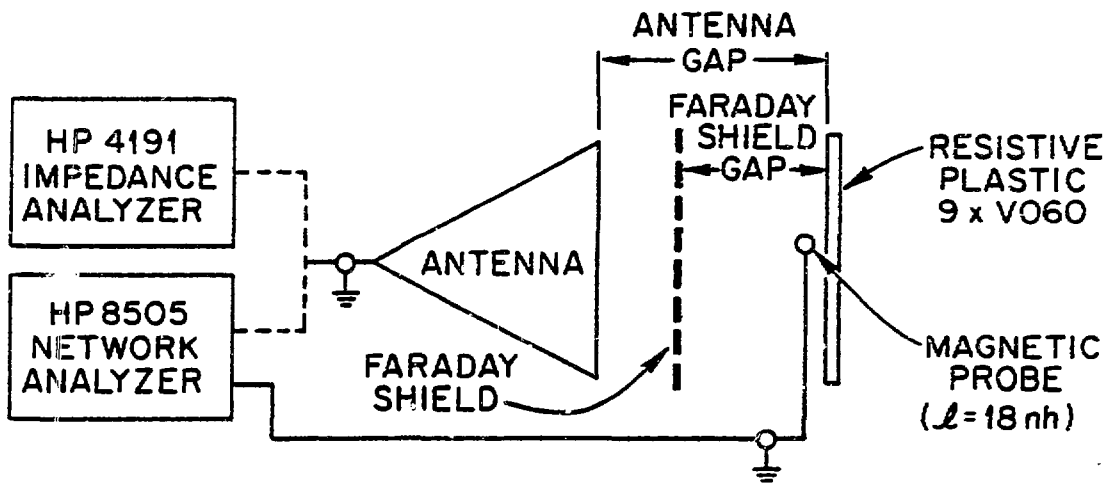 ANTENNA
GAP
FARADAY
SHIELD
GAP
HP 4191
IMPEDANCE
ANALYZER
RESISTIVE
PLASTIC
9 x VO60
ANTENNA
HP 8505
NETWORK
ANALYZER
FARADAY
SHIELD
MAGNETIC
PROBE
(ℓ=18 nh)